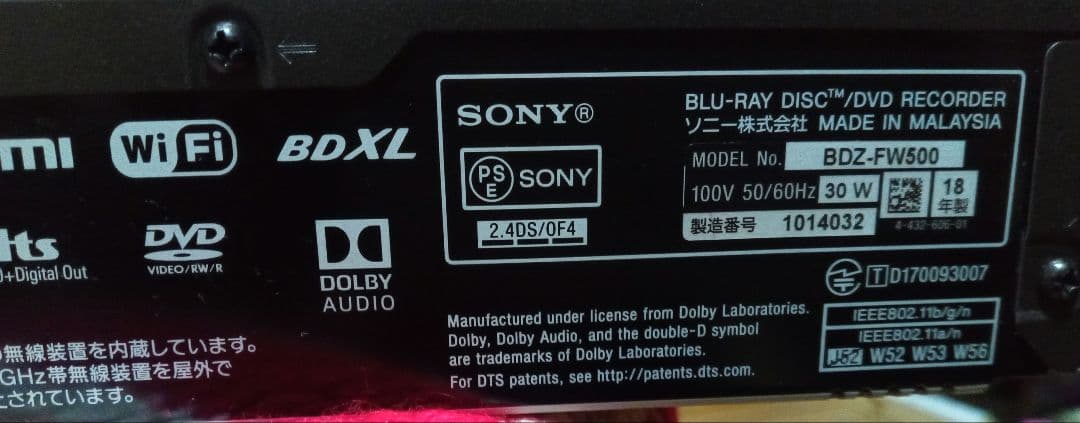 SONY®
BLU-RAY DISC™/DVD RECORDER
ソニー株式会社 MADE IN MALAYSIA
MODEL No. BDZ-FW500
100V 50/60Hz 30 W
18年製
製造番号 1014032
4-432-606-01
PSE SONY
2.4DS/OF4
mi
Wi Fi
BDXL
dts
D+Digital Out
DVD
VIDEO/RW/R
DOLBY
AUDIO
T D170093007
IEEE802.11b/g/n
IEEE802.11a/n
J52 W52 W53 W56
Manufactured under license from Dolby Laboratories.
Dolby, Dolby Audio, and the double-D symbol
are trademarks of Dolby Laboratories.
For DTS patents, see http://patents.dts.com.
無線装置を内蔵しています。
GHz帯無線装置を屋外で
されています。